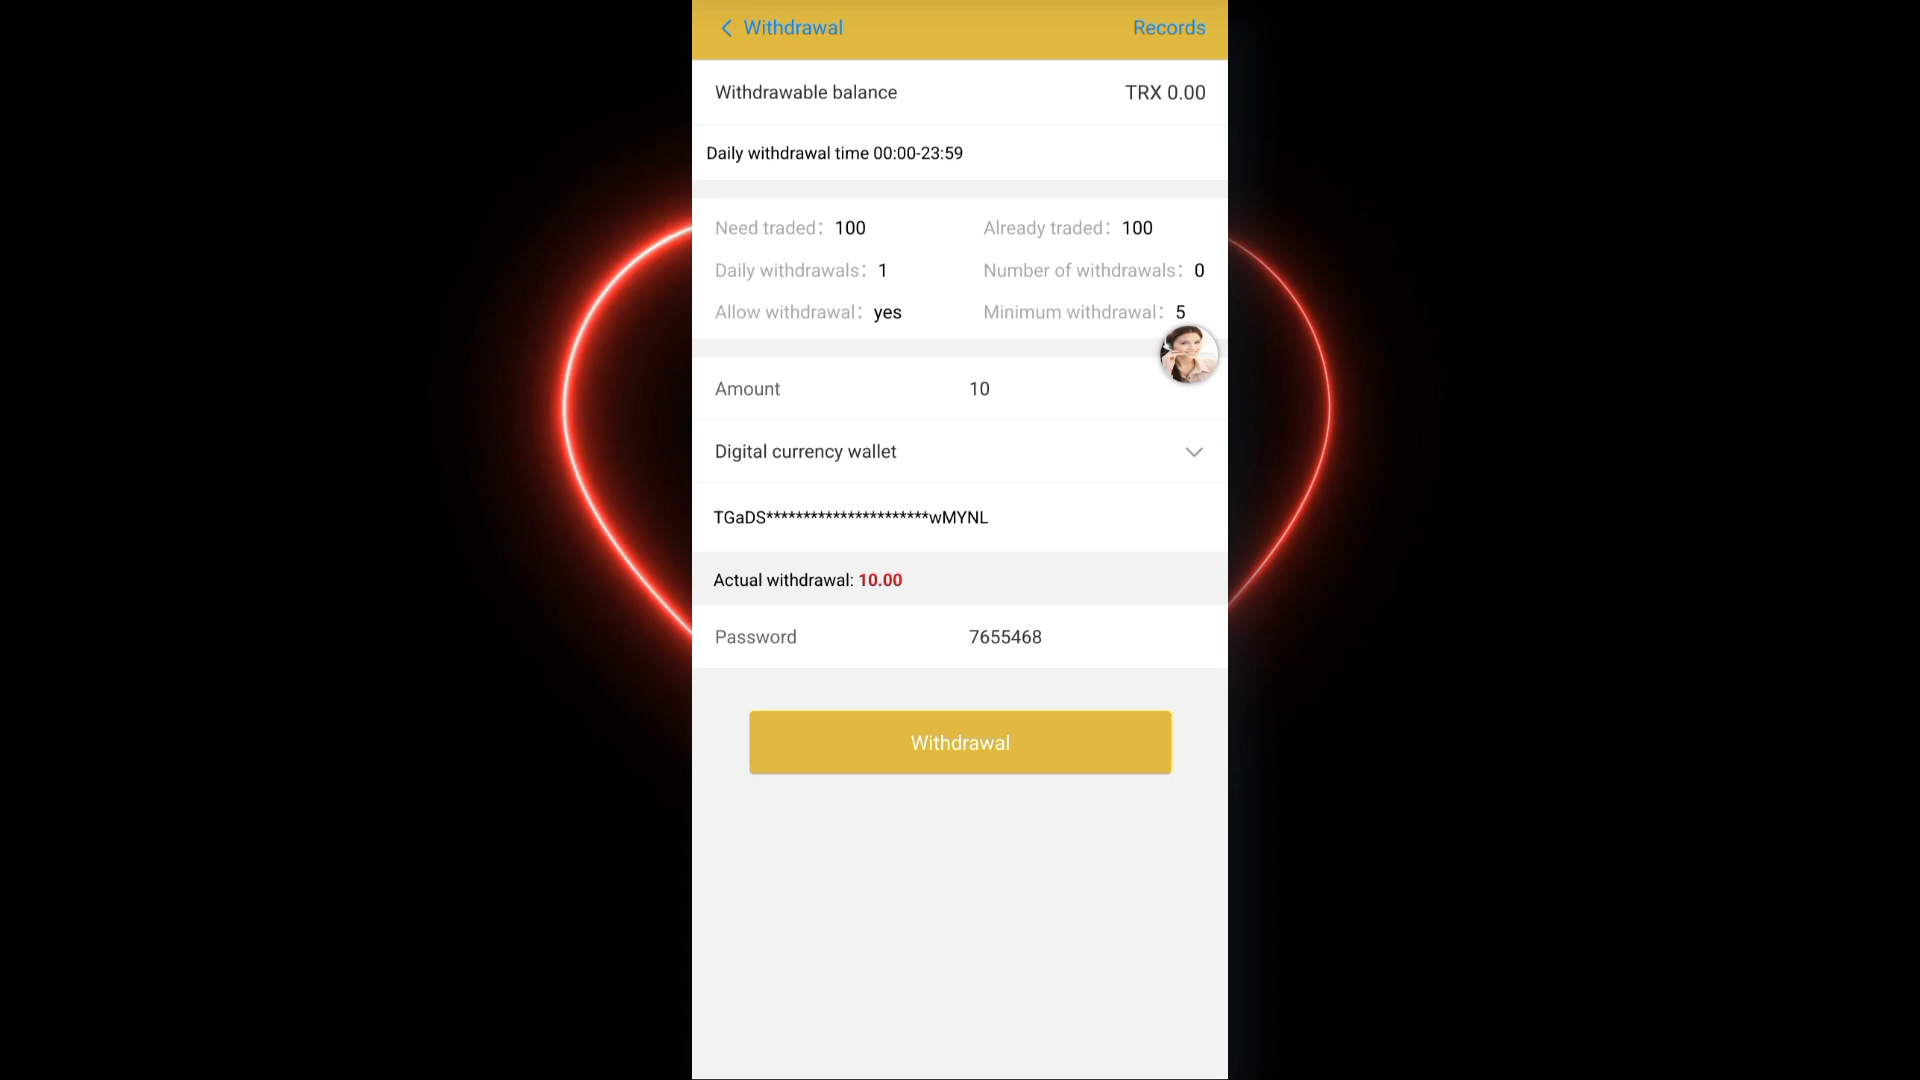 Withdrawal Records
Withdrawable balance TRX 0.00
Daily withdrawal time 00:00-23:59
Need traded: 100 Already traded: 100
Daily withdrawals: 1 Number of withdrawals: 0
Allow withdrawal: yes Minimum withdrawal: 5
Amount 10
Digital currency wallet
TGaDS**********************wMYNL
Actual withdrawal: 10.00
Password 7655468
Withdrawal